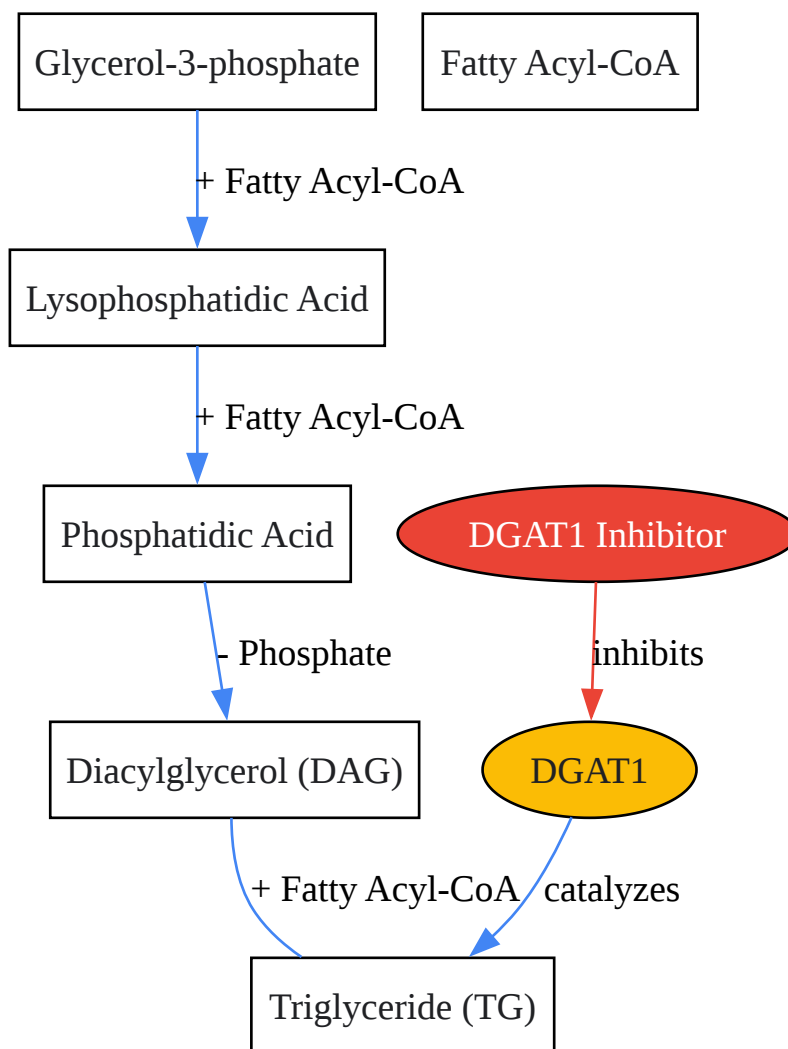 Glycerol-3-phosphate
Fatty Acyl-CoA
+ Fatty Acyl-CoA
Lysophosphatidic Acid
+ Fatty Acyl-CoA
Phosphatidic Acid
DGAT1 Inhibitor
- Phosphate
inhibits
Diacylglycerol (DAG)
DGAT1
+ Fatty Acyl-CoA
catalyzes
Triglyceride (TG)